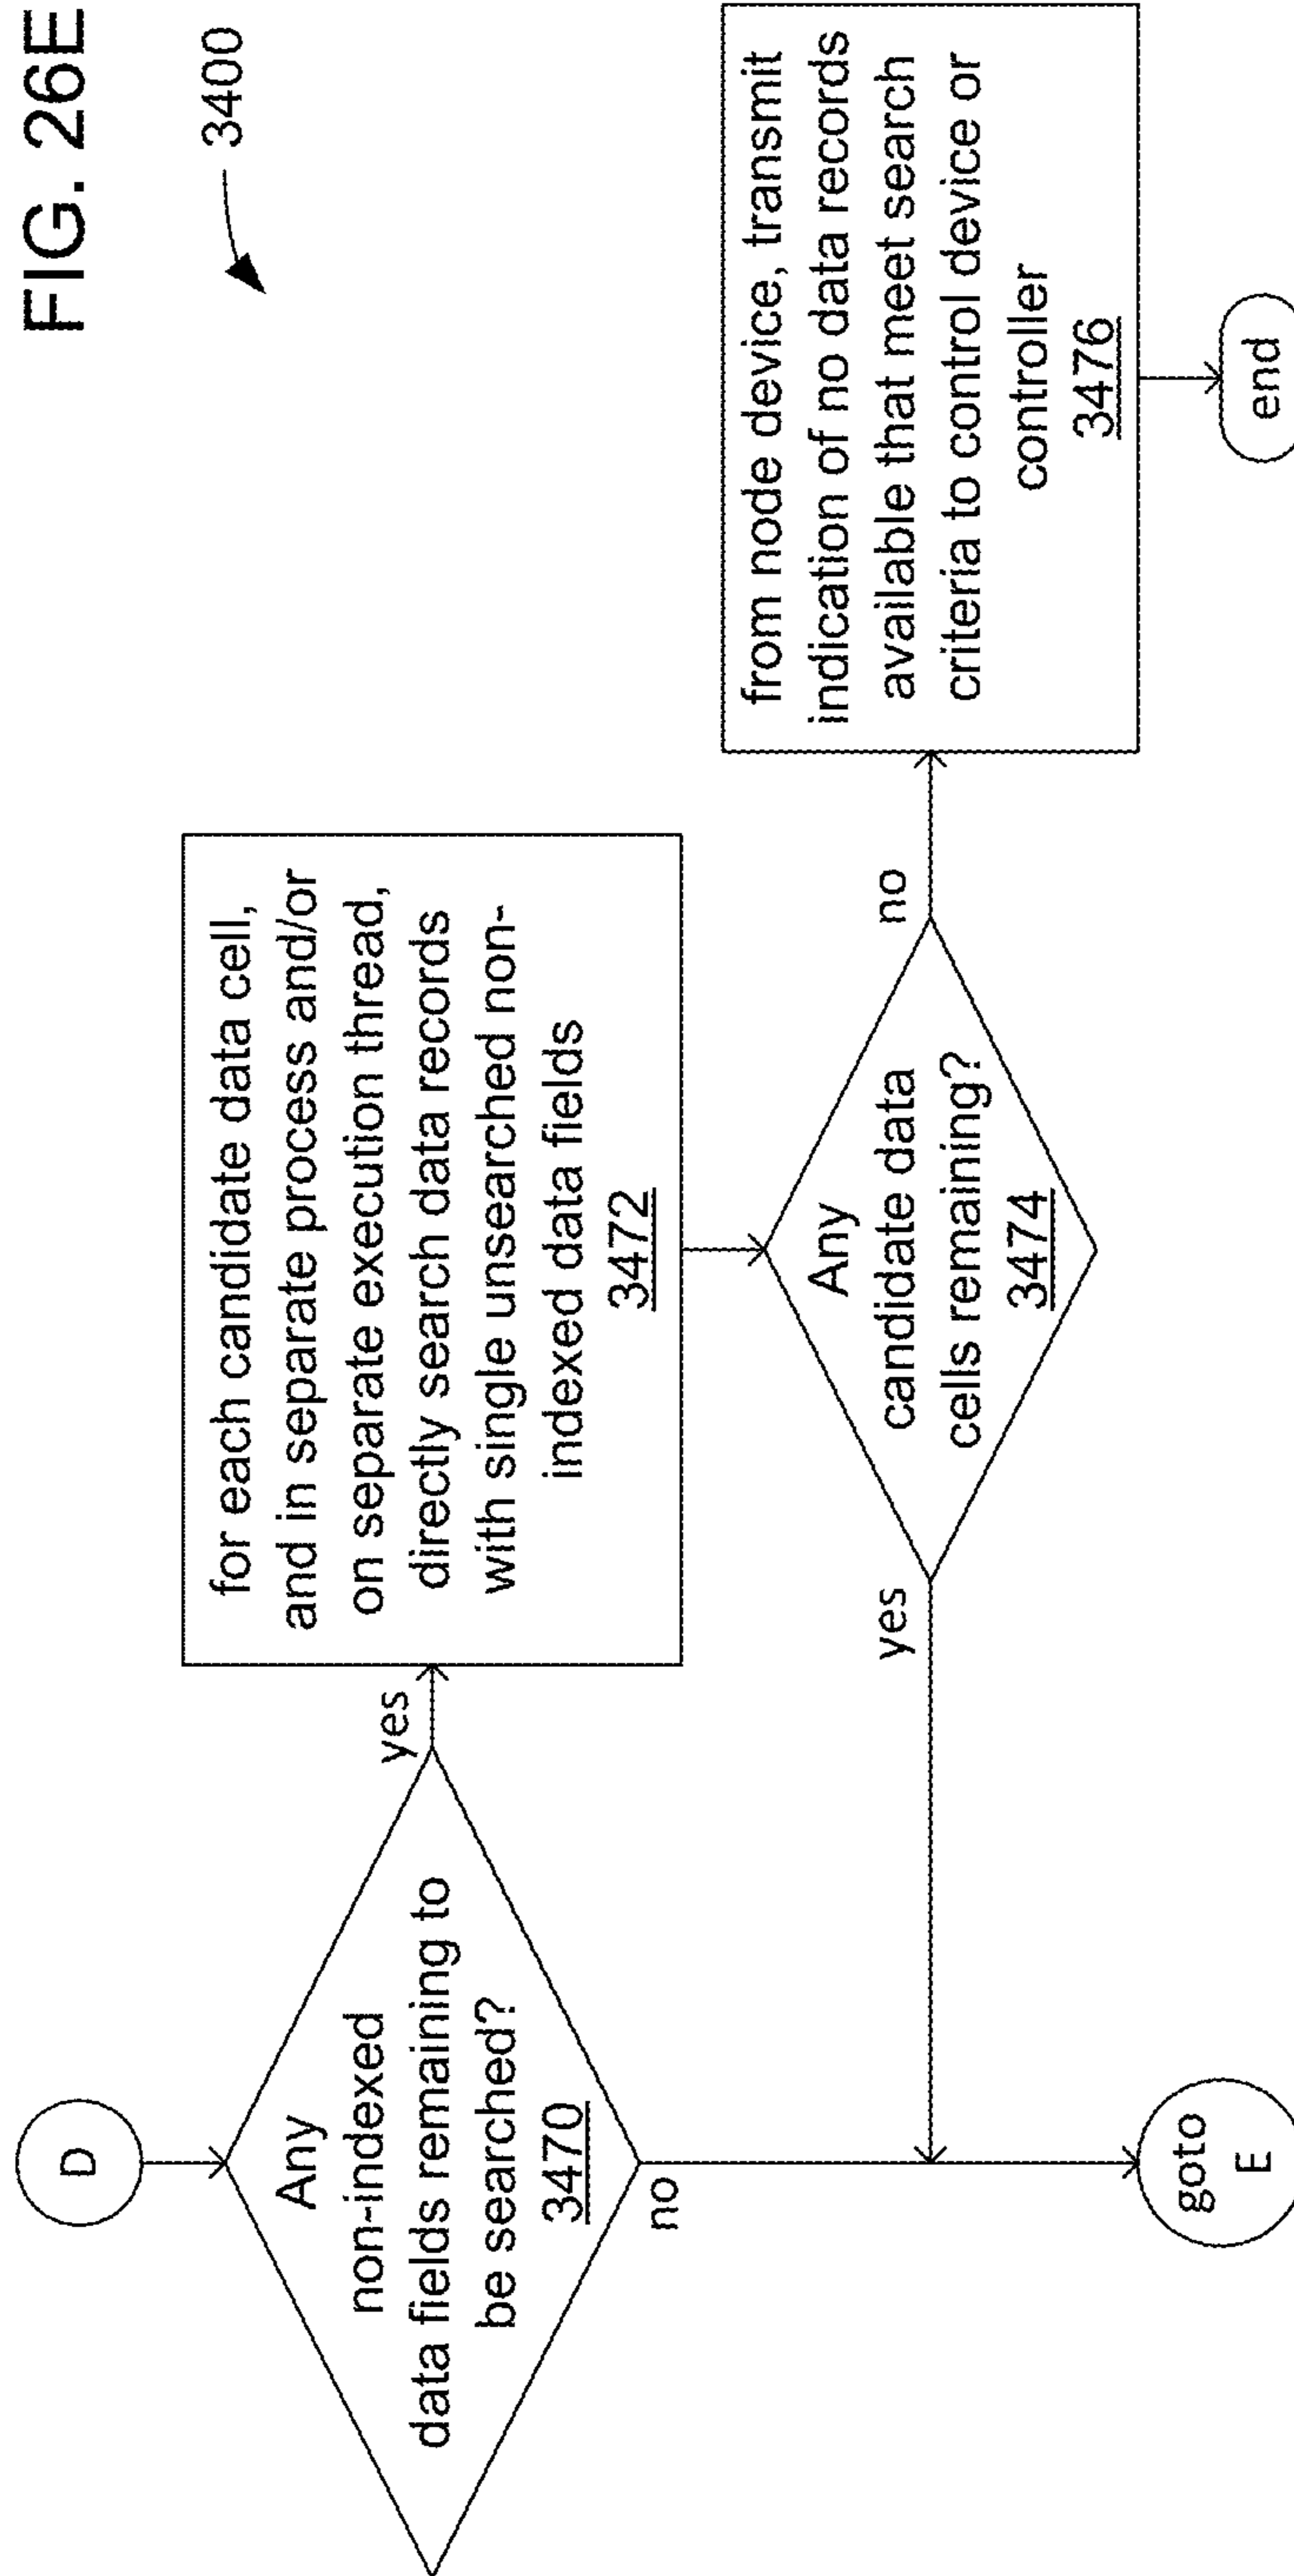 FIG. 26E
3400
D
Any
non-indexed
data fields remaining to
be searched?
3470
yes
no
for each candidate data cell,
and in separate process and/or
on separate execution thread,
directly search data records
with single unsearched non-
indexed data fields
3472
Any
candidate data
cells remaining?
3474
yes
no
from node device, transmit
indication of no data records
available that meet search
criteria to control device or
controller
3476
goto
E
end